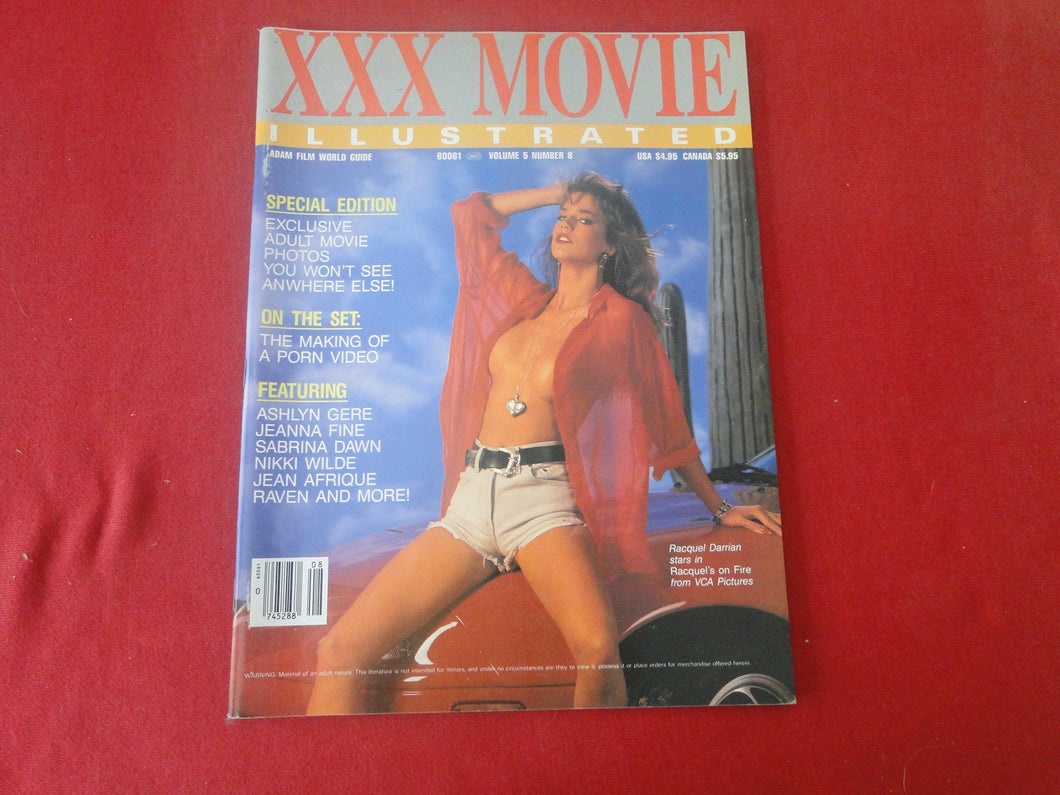 XXX MOVIE
ILLUSTRATED
ADAM FILM WORLD GUIDE 60061 VOLUME 5 NUMBER 8 USA $4.95 CANADA $5.95
SPECIAL EDITION
EXCLUSIVE
ADULT MOVIE
PHOTOS
YOU WON'T SEE
ANWHERE ELSE!
ON THE SET:
THE MAKING OF
A PORN VIDEO
FEATURING
ASHLYN GERE
JEANNA FINE
SABRINA DAWN
NIKKI WILDE
JEAN AFRIQUE
RAVEN AND MORE!
Racquel Darrian
stars in
Racquel's on Fire
from VCA Pictures
08
60061
0
745288
WARNING: Material of an adult nature. This literature is not intended for minors, and under no circumstances are they to view it, possess it or place orders for merchandise offered herein.